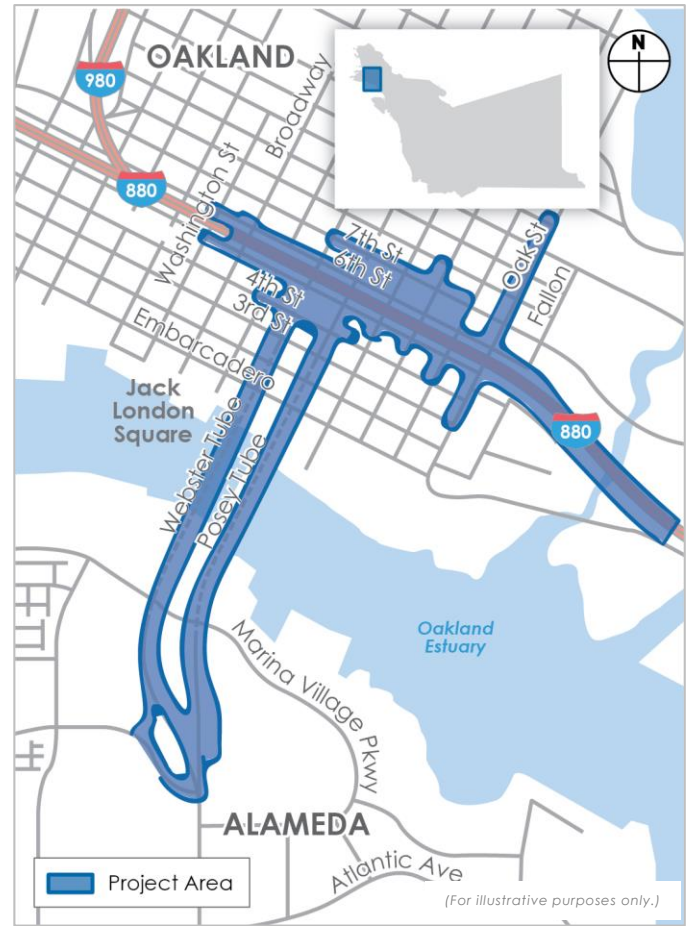 OAKLAND
N
980
Broadway
880
Washington St
7th St
6th St
Oak St
4th St
3rd St
Fallon
Embarcadero
Jack
London
Square
880
Webster Tube
Posey Tube
Oakland
Estuary
Marina Village Pkwy
ALAMEDA
Atlantic Ave
Project Area
(For illustrative purposes only.)